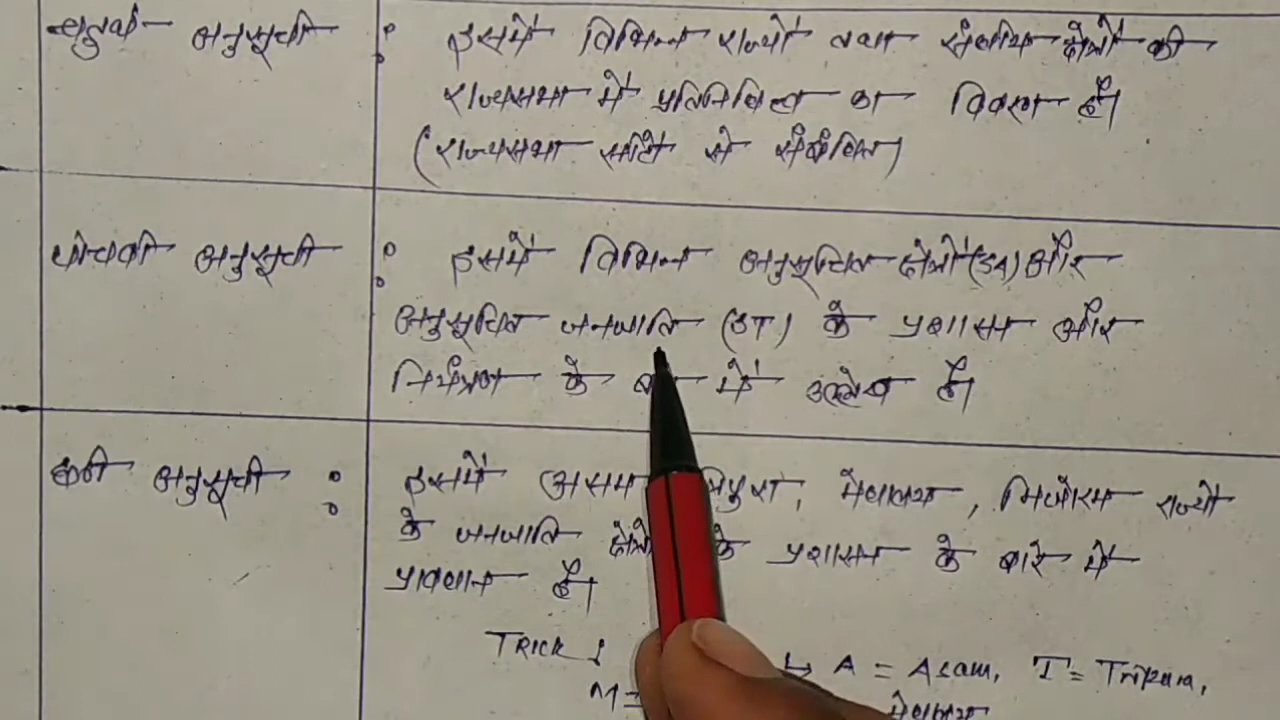 चतुर्थ अनुसूची : इसमें विभिन्न राज्यों तथा संघीय क्षेत्रों की
राज्यसभा में प्रतिनिधित्व का विवरण है।
(राज्यसभा सीटों से संबंधित)
पांचवी अनुसूची : इसमें विभिन्न अनुसूचित क्षेत्रों (SA) और
अनुसूचित जनजाति (ST) के प्रशासन और
नियंत्रण के में उल्लेख है।
छठी अनुसूची : इसमें असम त्रिपुरा, मेघालय, मिजोरम राज्यों
के जनजाति के प्रशासन के बारे में
प्रावधान है।
TRICK : ↳ A = Asam, T = Tripura,
M = मेघालय